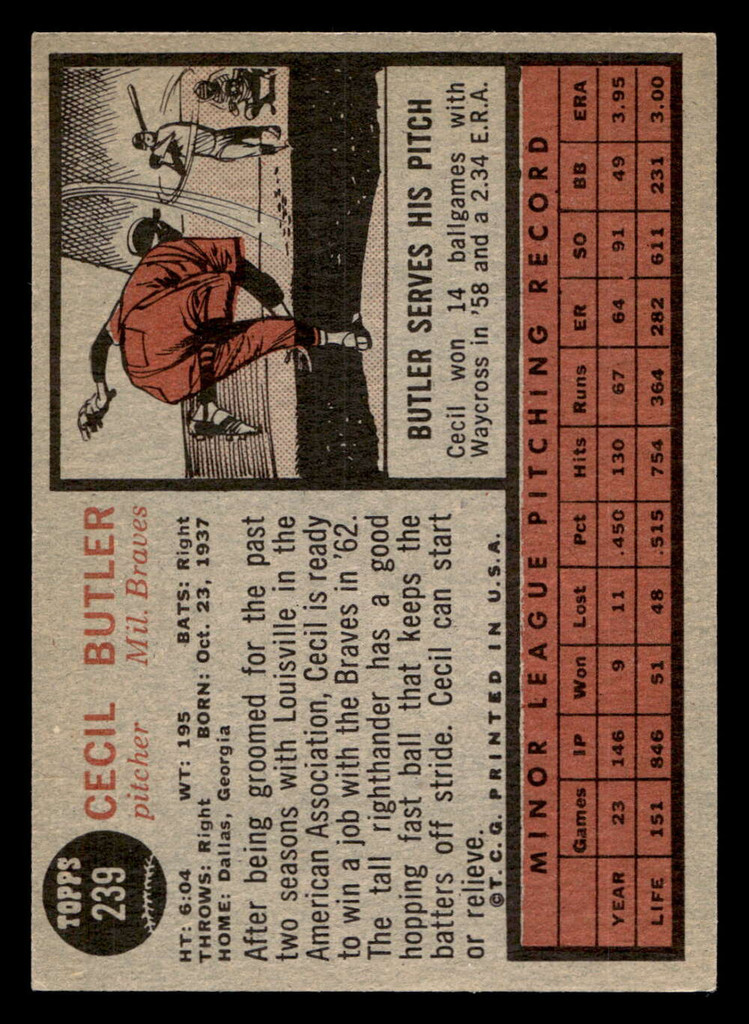 TOPPS
239
CECIL BUTLER
pitcher Mil. Braves
HT: 6:04 WT: 195 BATS: Right
THROWS: Right BORN: Oct. 23, 1937
HOME: Dallas, Georgia
After being groomed for the past
two seasons with Louisville in the
American Association, Cecil is ready
to win a job with the Braves in '62.
The tall righthander has a good
hopping fast ball that keeps the
batters off stride. Cecil can start
or relieve.
©T.C.G. PRINTED IN U.S.A.
BUTLER SERVES HIS PITCH
Cecil won 14 ballgames with
Waycross in '58 and a 2.34 E.R.A.
MINOR LEAGUE PITCHING RECORD
Games IP Won Lost Pct Hits Runs ER SO BB ERA
YEAR 23 146 9 11 .450 130 67 64 91 49 3.95
LIFE 151 846 51 48 .515 754 364 282 611 231 3.00